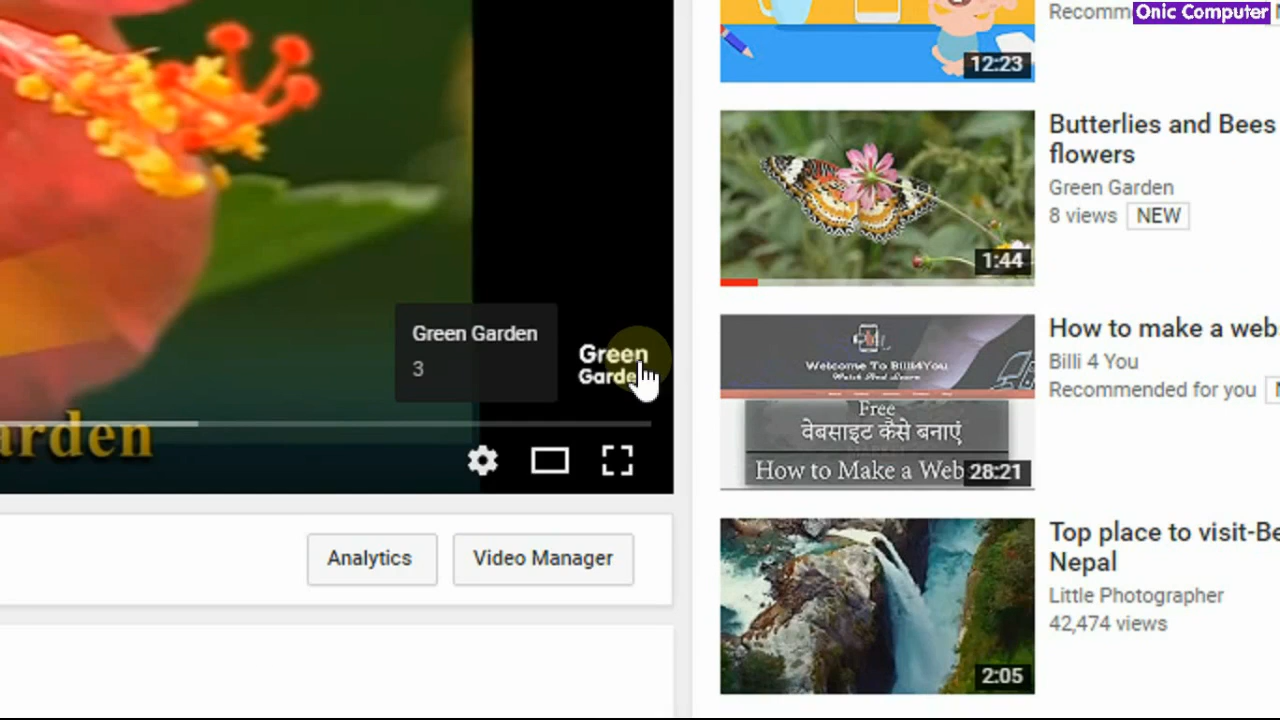 Recomm
Onic Computer
12:23
Butterlies and Bees
flowers
Green Garden
8 views
NEW
1:44
Green Garden
3
Green
Garde
arden
How to make a web
Billi 4 You
Recommended for you
Welcome To Billi4You
Watch And Learn
Free
वेबसाइट कैसे बनाएं
How to Make a Web
28:21
Analytics
Video Manager
Top place to visit-Be
Nepal
Little Photographer
42,474 views
2:05